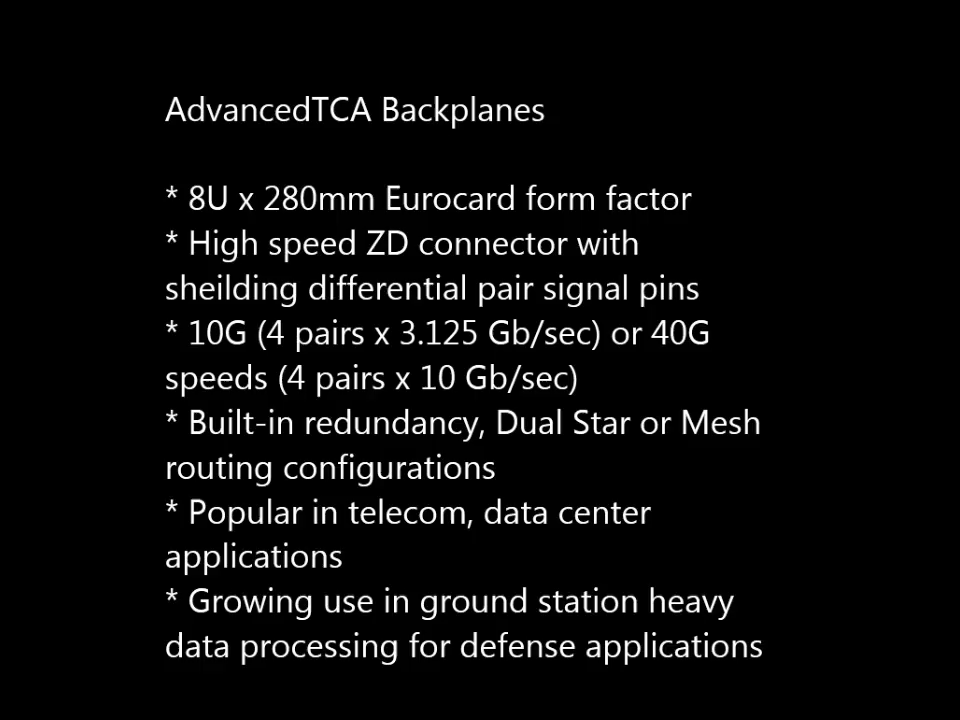 AdvancedTCA Backplanes
* 8U x 280mm Eurocard form factor
* High speed ZD connector with
sheilding differential pair signal pins
* 10G (4 pairs x 3.125 Gb/sec) or 40G
speeds (4 pairs x 10 Gb/sec)
* Built-in redundancy, Dual Star or Mesh
routing configurations
* Popular in telecom, data center
applications
* Growing use in ground station heavy
data processing for defense applications